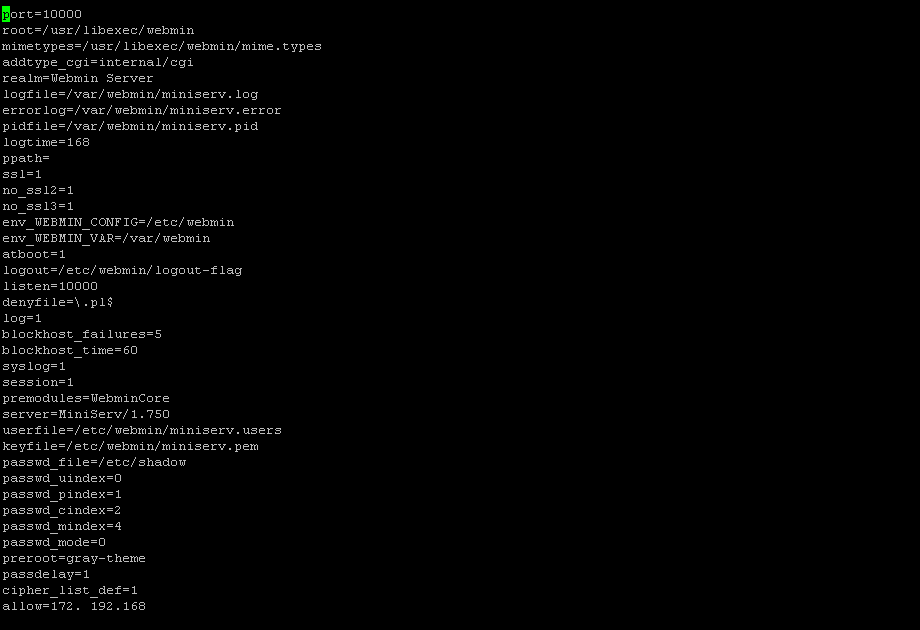 port=10000
root=/usr/libexec/webmin
mimetypes=/usr/libexec/webmin/mime.types
addtype_cgi=internal/cgi
realm=Webmin Server
logfile=/var/webmin/miniserv.log
errorlog=/var/webmin/miniserv.error
pidfile=/var/webmin/miniserv.pid
logtime=168
ppath=
ssl=1
no_ssl2=1
no_ssl3=1
env_WEBMIN_CONFIG=/etc/webmin
env_WEBMIN_VAR=/var/webmin
atboot=1
logout=/etc/webmin/logout-flag
listen=10000
denyfile=\.pl$
log=1
blockhost_failures=5
blockhost_time=60
syslog=1
session=1
premodules=WebminCore
server=MiniServ/1.750
userfile=/etc/webmin/miniserv.users
keyfile=/etc/webmin/miniserv.pem
passwd_file=/etc/shadow
passwd_uindex=0
passwd_pindex=1
passwd_cindex=2
passwd_mindex=4
passwd_mode=0
preroot=gray-theme
passdelay=1
cipher_list_def=1
allow=172. 192.168